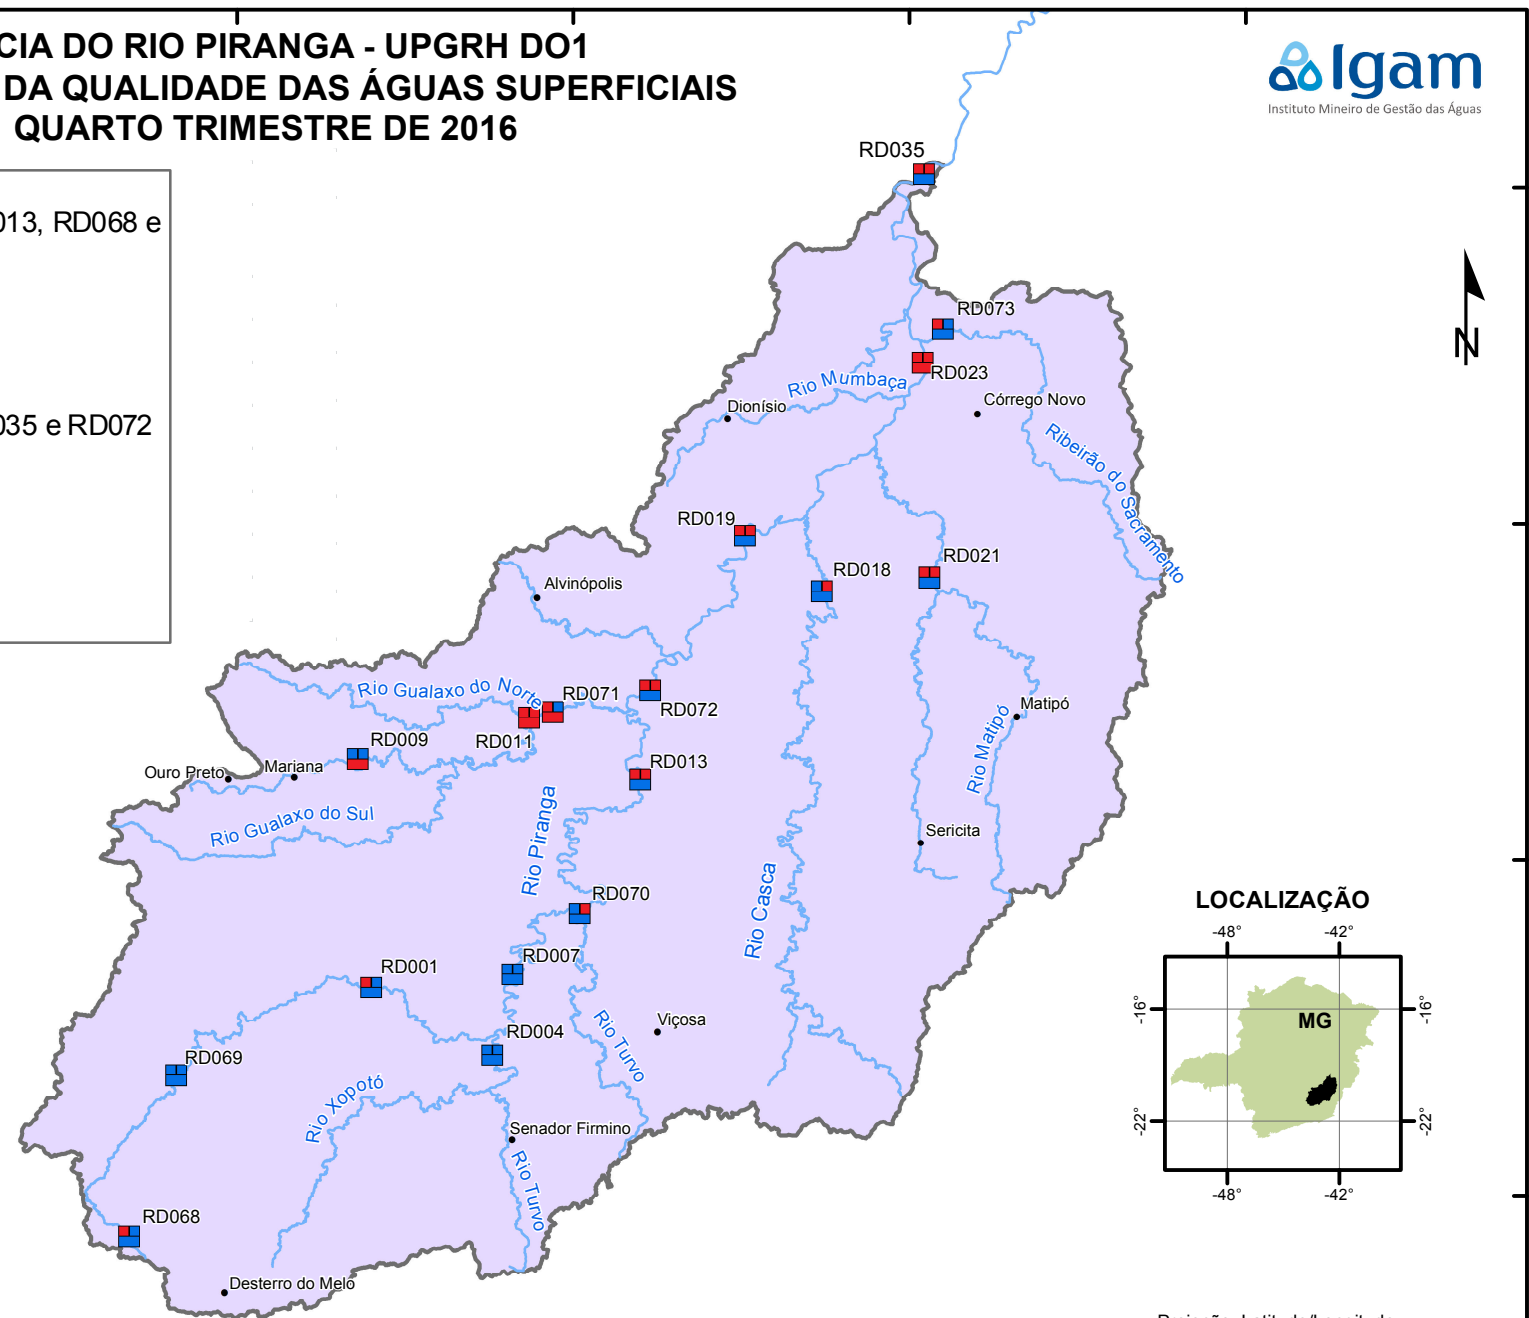 CIA DO RIO PIRANGA - UPGRH DO1
DA QUALIDADE DAS ÁGUAS SUPERFICIAIS
QUARTO TRIMESTRE DE 2016
Igam
Instituto Mineiro de Gestão das Águas
013, RD068 e
035 e RD072
N
RD035
RD073
RD023
Rio Mumbaça
Dionísio
Córrego Novo
Ribeirão do Sacramento
RD019
RD018
RD021
Alvinópolis
Rio Gualaxo do Norte
RD071
RD072
RD011
RD009
Matipó
Rio Matipó
Ouro Preto
Mariana
RD013
Rio Gualaxo do Sul
Rio Piranga
Sericita
Rio Casca
RD070
RD007
RD001
Viçosa
RD004
Rio Turvo
RD069
Rio Xopotó
Senador Firmino
Rio Turvo
RD068
Desterro do Melo
LOCALIZAÇÃO
-48° -42°
-16° -16°
MG
-22° -22°
-48° -42°